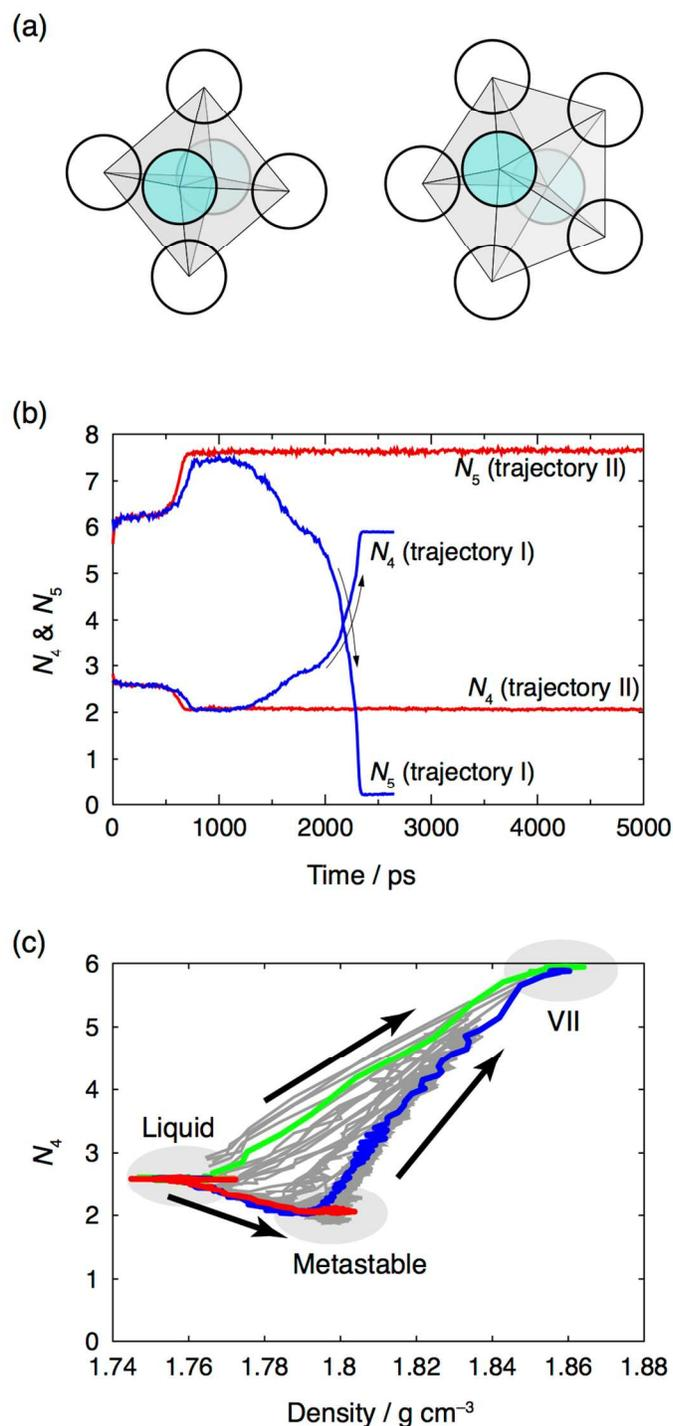 (a)
(b)
8
7
6
5
4
3
2
1
0
N4 & N5
N5 (trajectory II)
N4 (trajectory I)
N4 (trajectory II)
N5 (trajectory I)
0 1000 2000 3000 4000 5000
Time / ps
(c)
6
5
4
3
2
1
0
N4
VII
Liquid
Metastable
1.74 1.76 1.78 1.8 1.82 1.84 1.86 1.88
Density / g cm⁻³